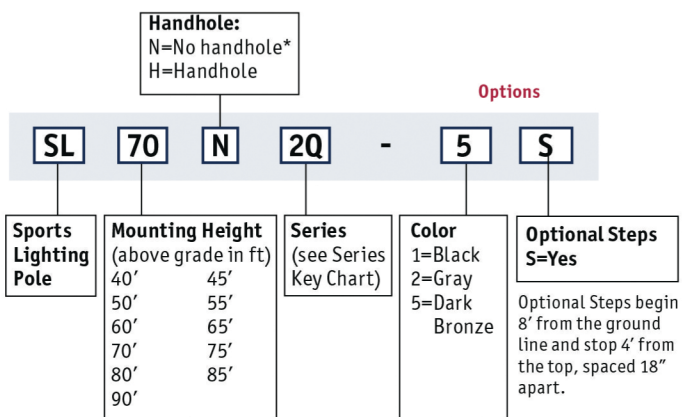 Handhole:
N=No handhole*
H=Handhole
Options
SL 70 N 2Q - 5 S
Sports
Lighting
Pole
Mounting Height
(above grade in ft)
40′ 45′
50′ 55′
60′ 65′
70′ 75′
80′ 85′
90′
Series
(see Series
Key Chart)
Color
1=Black
2=Gray
5=Dark
Bronze
Optional Steps
S=Yes
Optional Steps begin
8′ from the ground
line and stop 4′ from
the top, spaced 18″
apart.